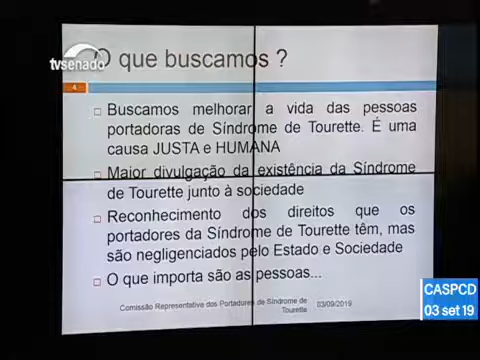 tvsenado
O que buscamos ?
4
Buscamos melhorar a vida das pessoas
portadoras de Síndrome de Tourette. É uma
causa JUSTA e HUMANA
Maior divulgação da existência da Síndrome
de Tourette junto à sociedade
Reconhecimento dos direitos que os
portadores da Síndrome de Tourette têm, mas
são negligenciados pelo Estado e Sociedade
O que importa são as pessoas...
Comissão Representativa dos Portadores de Síndrome de
Tourette
03/09/2019
CASPCD
03 set 19